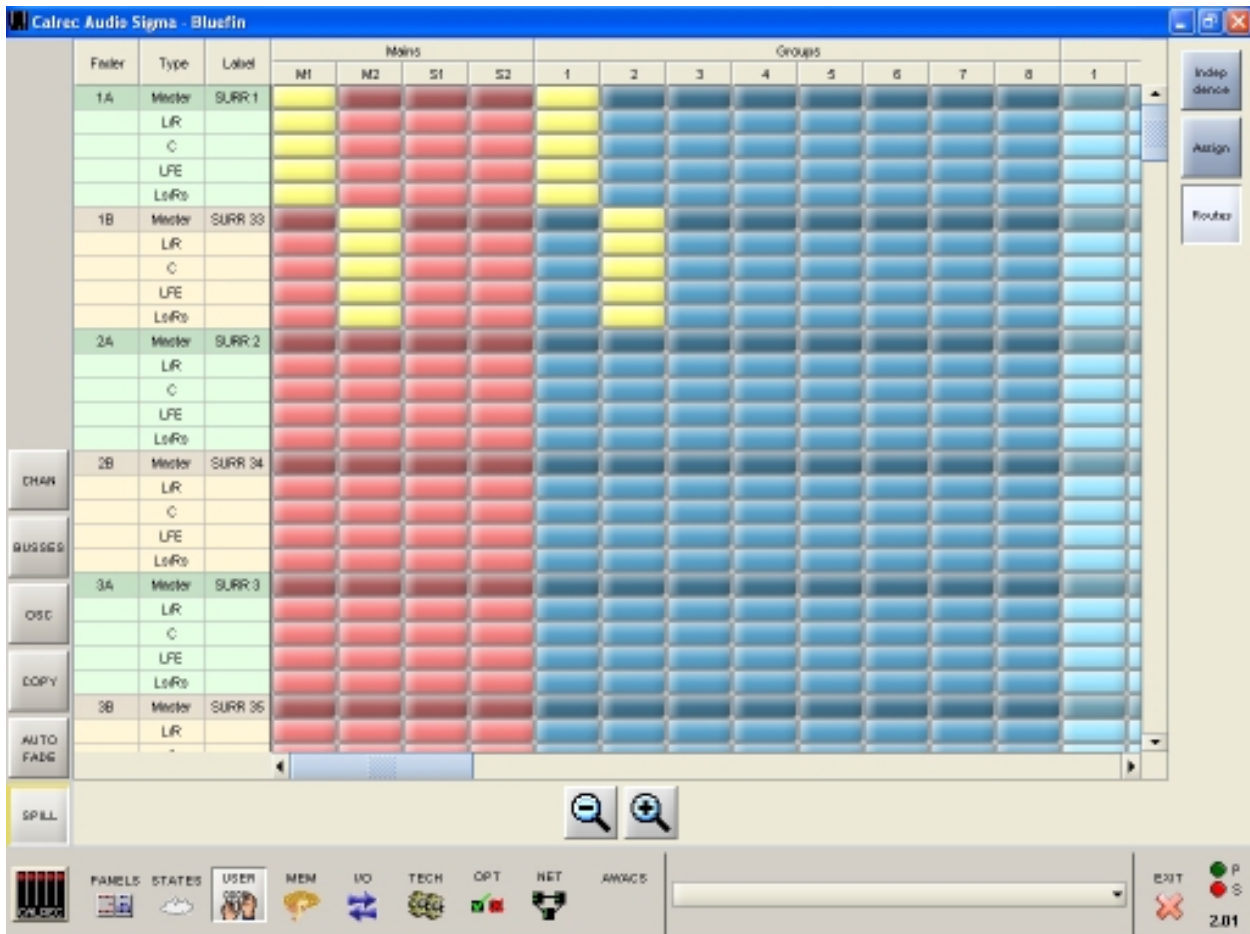 Calrec Audio Sigma - Bluefin
Fader Type Label Mains Groups
M1 M2 S1 S2 1 2 3 4 5 6 7 8 1
1A Master SURR 1
L/R
C
LFE
Ls/Rs
1B Master SURR 33
L/R
C
LFE
Ls/Rs
2A Master SURR 2
L/R
C
LFE
Ls/Rs
2B Master SURR 34
L/R
C
LFE
Ls/Rs
3A Master SURR 3
L/R
C
LFE
Ls/Rs
3B Master SURR 35
L/R
Indep
dence
Assign
Routes
CHAN
BUSSES
OSC
COPY
AUTO
FADE
SPILL
CALREC
PANELS STATES USER MEM I/O TECH OPT NET AWACS
EXIT
P
S
2.01